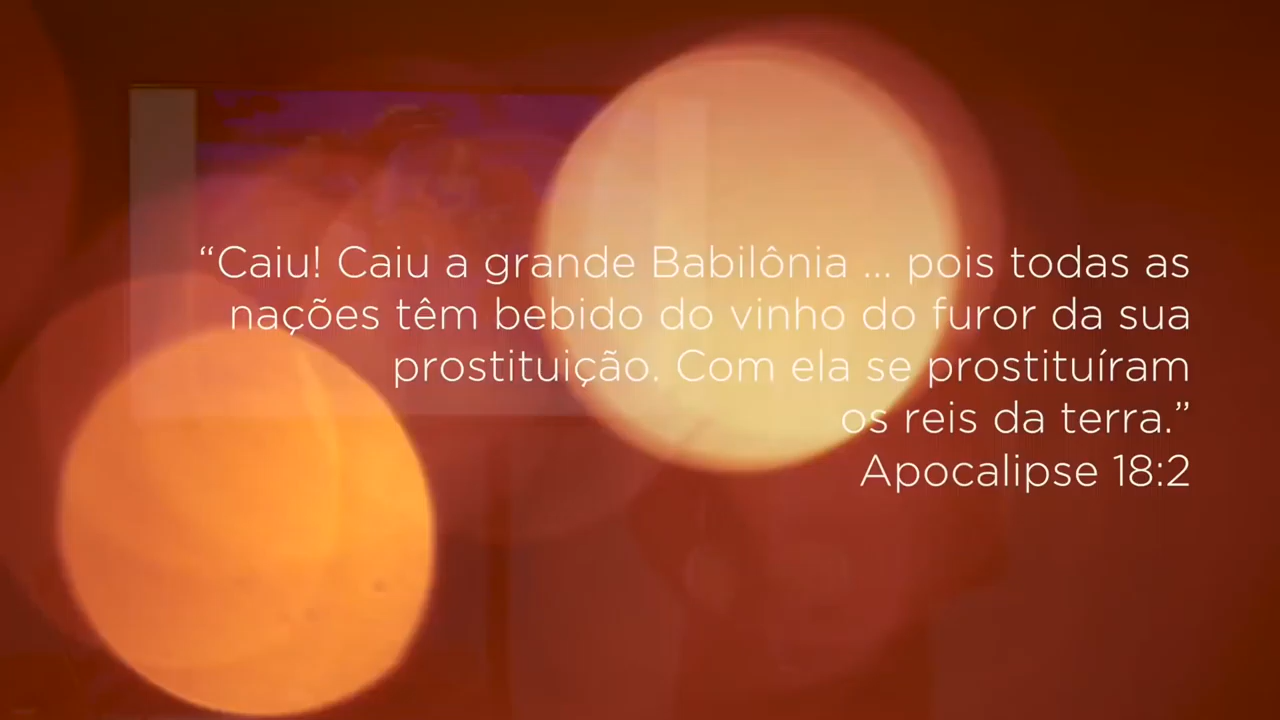 “Caiu! Caiu a grande Babilônia ... pois todas as
nações têm bebido do vinho do furor da sua
prostituição. Com ela se prostituíram
os reis da terra.”
Apocalipse 18:2